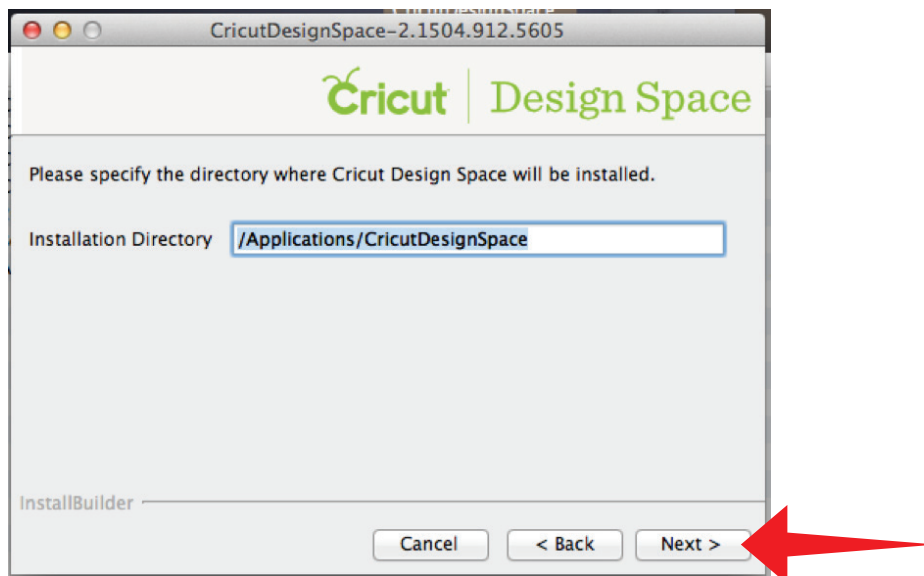 CricutDesignSpace
CricutDesignSpace-2.1504.912.5605
Cricut Design Space
Please specify the directory where Cricut Design Space will be installed.
Installation Directory /Applications/CricutDesignSpace
InstallBuilder
Cancel < Back Next >